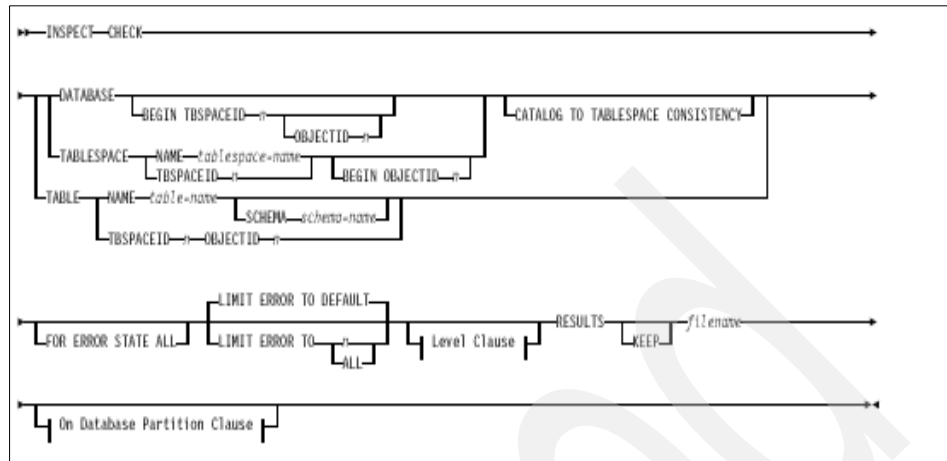 INSPECT CHECK
DATABASE
BEGIN TBSPACEID n
OBJECTID n
CATALOG TO TABLESPACE CONSISTENCY
TABLESPACE NAME tablespace-name
TBSPACEID n
BEGIN OBJECTID n
TABLE NAME table-name
SCHEMA schema-name
TBSPACEID n OBJECTID n
LIMIT ERROR TO DEFAULT
FOR ERROR STATE ALL
LIMIT ERROR TO n
ALL
Level Clause
RESULTS
KEEP
filename
On Database Partition Clause